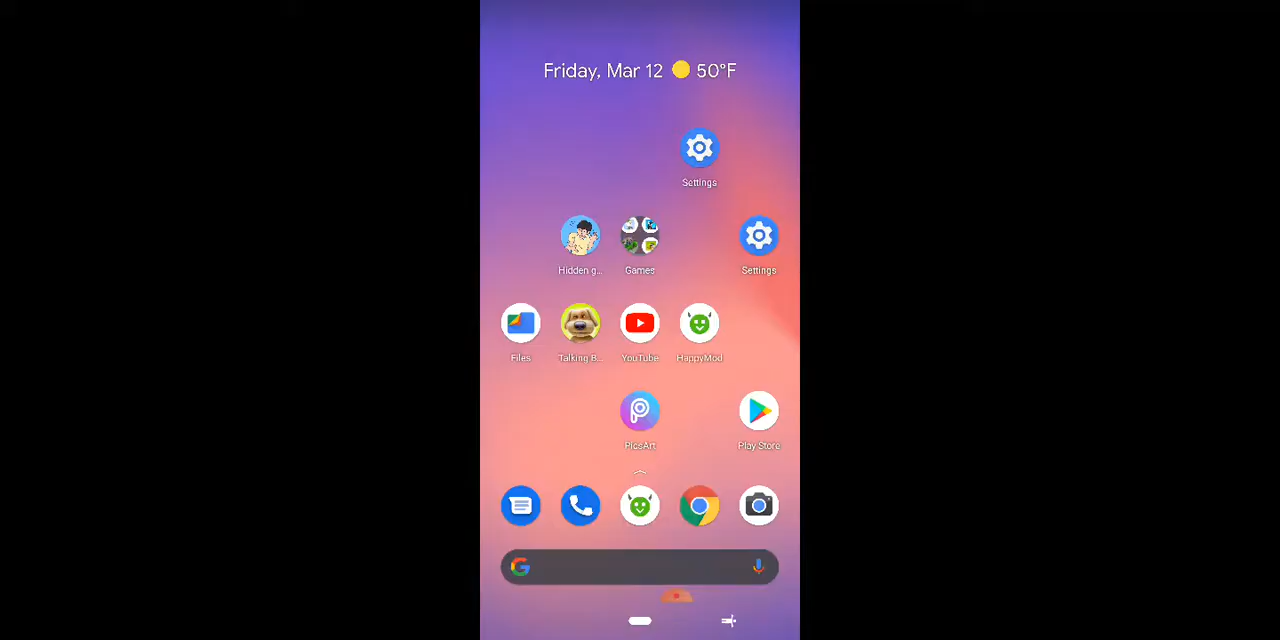 Friday, Mar 12 50°F
Settings
Hidden g...
Games
Settings
Files
Talking B...
YouTube
HappyMod
PicsArt
Play Store